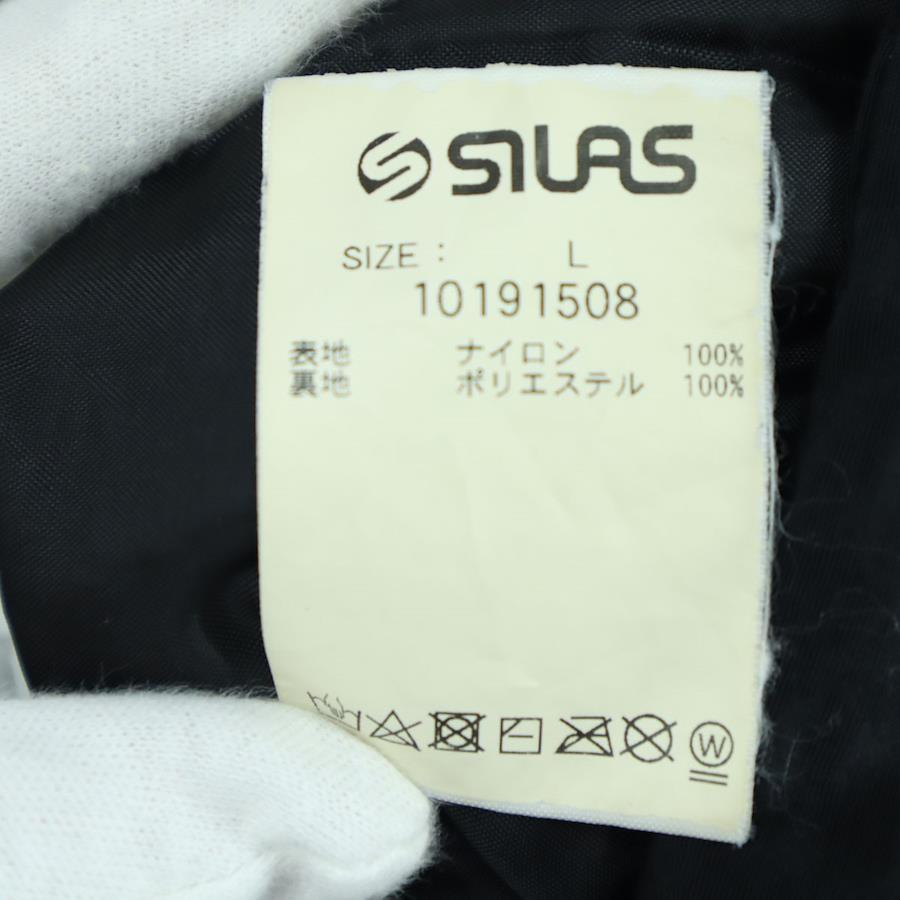 SILAS
SIZE : L
10191508
表地 ナイロン 100%
裏地 ポリエステル 100%
W